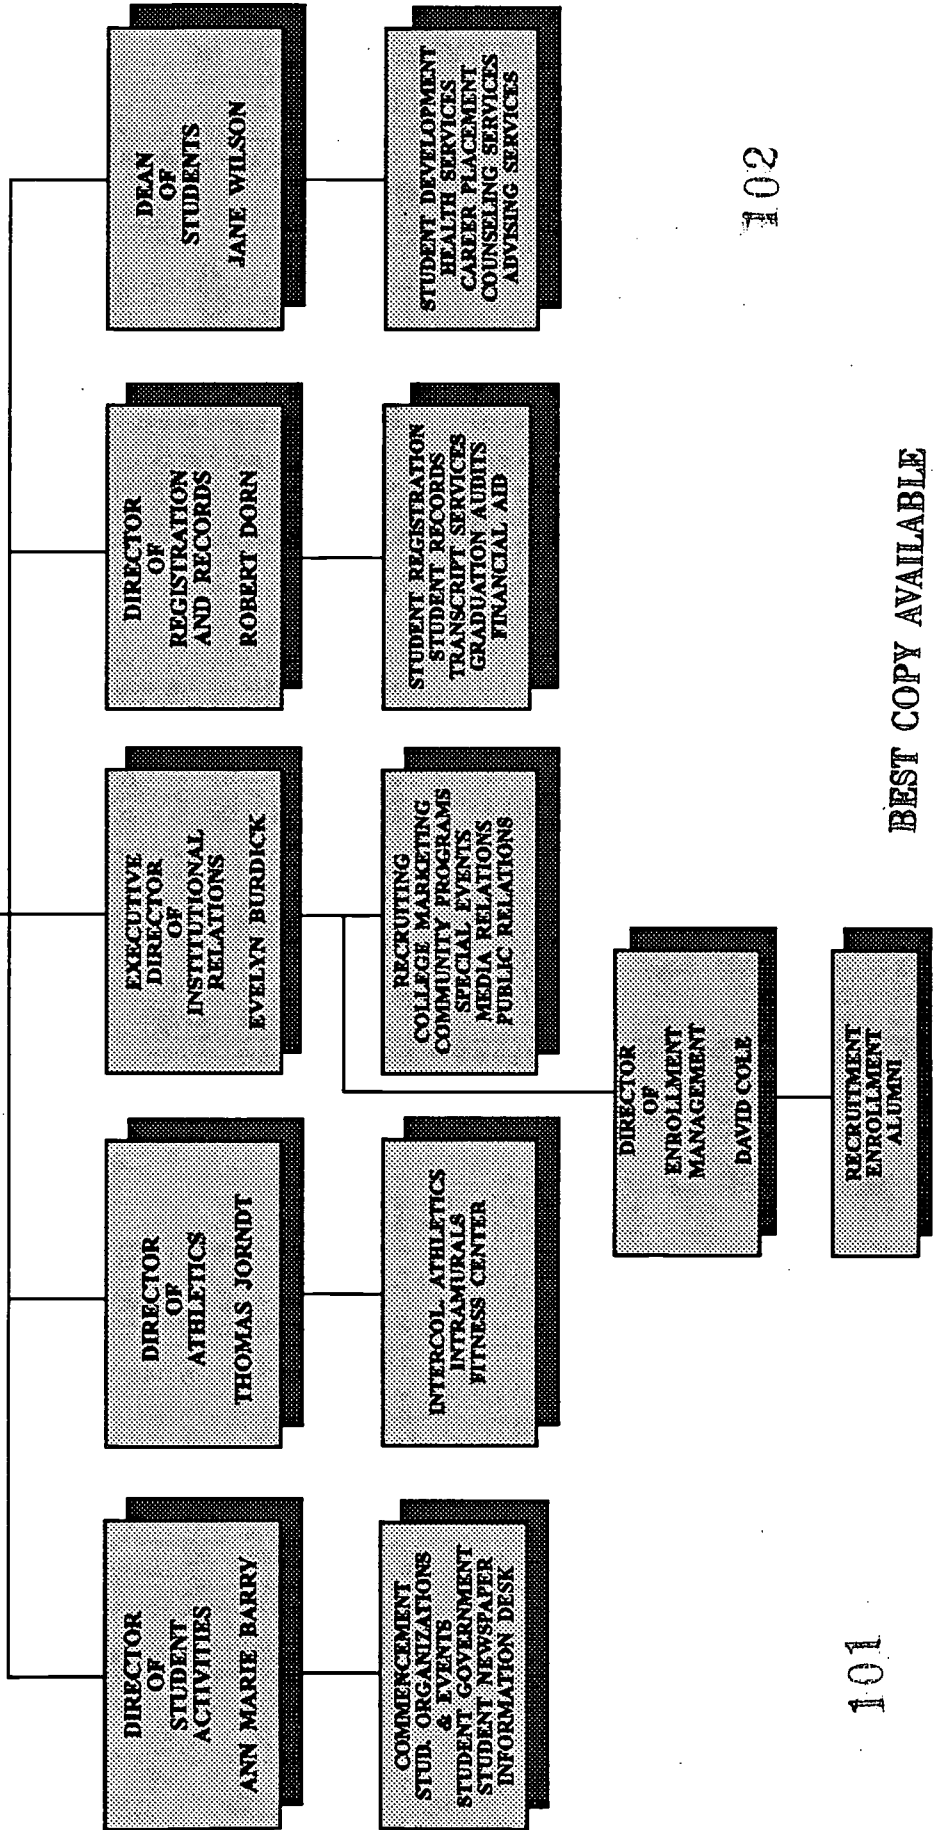 DIRECTOR
OF
STUDENT
ACTIVITIES
ANN MARIE BARRY
COMMENCEMENT
STUD. ORGANIZATIONS
& EVENTS
STUDENT GOVERNMENT
STUDENT NEWSPAPER
INFORMATION DESK
DIRECTOR
OF
ATHLETICS
THOMAS JORNDT
INTERCOL. ATHLETICS
INTRAMURALS
FITNESS CENTER
EXECUTIVE
DIRECTOR
OF
INSTITUTIONAL
RELATIONS
EVELYN BURDICK
RECRUITING
COLLEGE MARKETING
COMMUNITY PROGRAMS
SPECIAL EVENTS
MEDIA RELATIONS
PUBLIC RELATIONS
DIRECTOR
OF
ENROLLMENT
MANAGEMENT
DAVID COLE
RECRUITMENT
ENROLLMENT
ALUMNI
DIRECTOR
OF
REGISTRATION
AND RECORDS
ROBERT DORN
STUDENT REGISTRATION
STUDENT RECORDS
TRANSCRIPT SERVICES
GRADUATION AUDITS
FINANCIAL AID
DEAN
OF
STUDENTS
JANE WILSON
STUDENT DEVELOPMENT
HEALTH SERVICES
CAREER PLACEMENT
COUNSELING SERVICES
ADVISING SERVICES
101
BEST COPY AVAILABLE
102